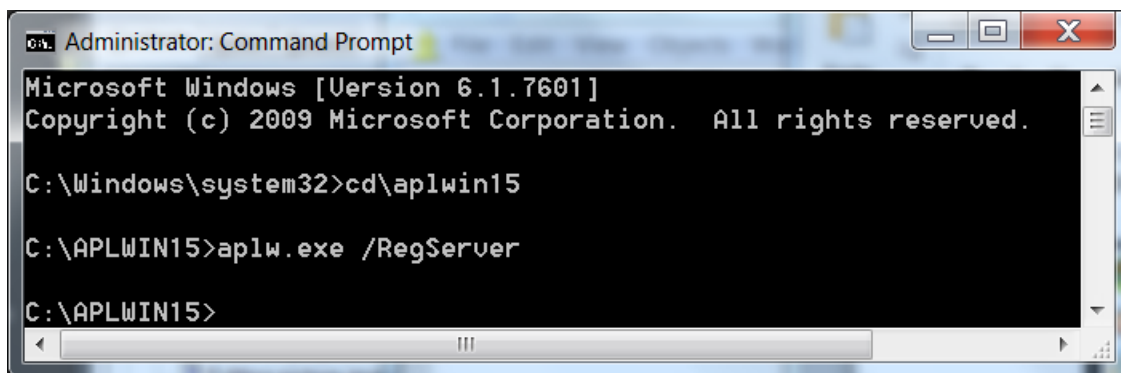 Administrator: Command Prompt
Microsoft Windows [Version 6.1.7601]
Copyright (c) 2009 Microsoft Corporation.  All rights reserved.
C:\Windows\system32>cd\aplwin15
C:\APLWIN15>aplw.exe /RegServer
C:\APLWIN15>